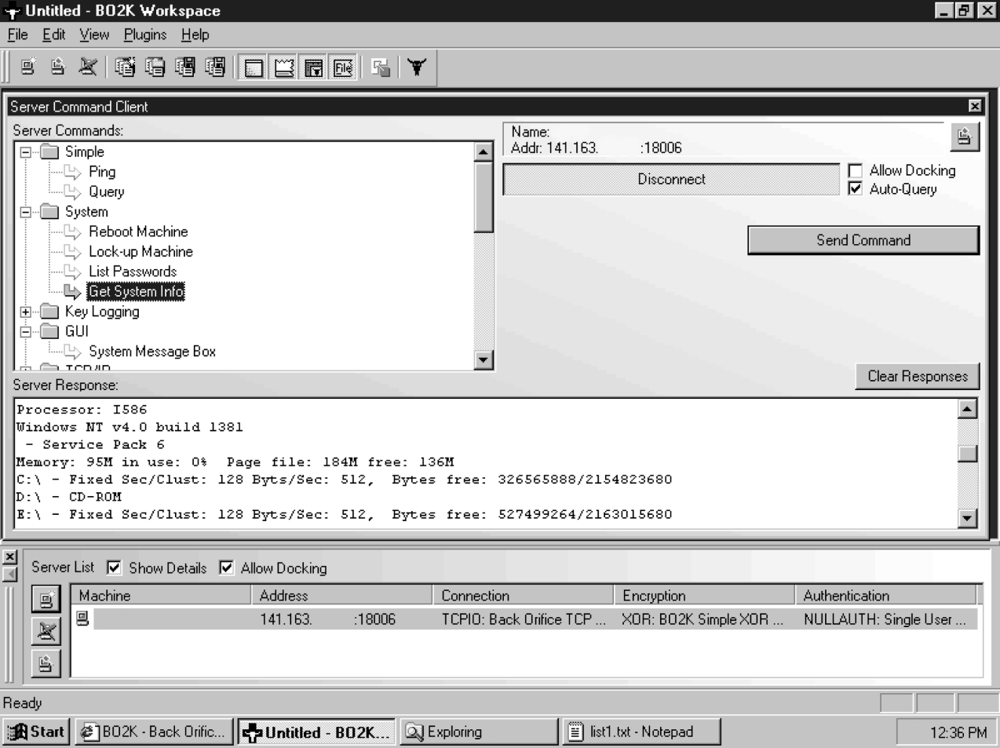 Untitled - BO2K Workspace
File Edit View Plugins Help
File
Server Command Client
Server Commands:
Simple
Ping
Query
System
Reboot Machine
Lock-up Machine
List Passwords
Get System Info
Key Logging
GUI
System Message Box
TCP/IP
Name:
Addr: 141.163. :18006
Disconnect
Allow Docking
Auto-Query
Send Command
Clear Responses
Server Response:
Processor: I586
Windows NT v4.0 build 1381
- Service Pack 6
Memory: 95M in use: 0% Page file: 184M free: 136M
C:\ - Fixed Sec/Clust: 128 Byts/Sec: 512, Bytes free: 326565888/2154823680
D:\ - CD-ROM
E:\ - Fixed Sec/Clust: 128 Byts/Sec: 512, Bytes free: 527499264/2163015680
Server List Show Details Allow Docking
Machine Address Connection Encryption Authentication
141.163. :18006 TCPIO: Back Orifice TCP ... XOR: BO2K Simple XOR ... NULLAUTH: Single User ...
Ready
Start BO2K - Back Orific... Untitled - BO2K... Exploring list1.txt - Notepad 12:36 PM